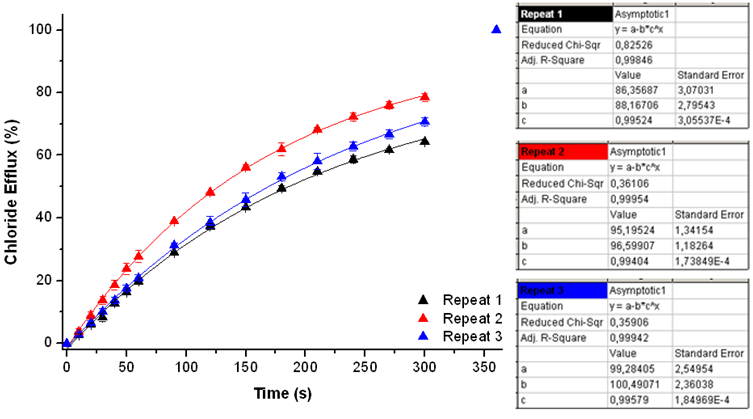 100
80
60
40
20
0
Chloride Efflux (%)
0 50 100 150 200 250 300 350
Time (s)
Repeat 1
Repeat 2
Repeat 3
Repeat 1 Asymptotic1
Equation y = a-b*c^x
Reduced Chi-Sqr 0,82526
Adj. R-Square 0,99846
Value Standard Error
a 86,35687 3,07031
b 88,16706 2,79543
c 0,99524 3,05537E-4
Repeat 2 Asymptotic1
Equation y = a-b*c^x
Reduced Chi-Sqr 0,36106
Adj. R-Square 0,99954
Value Standard Error
a 95,19524 1,34154
b 96,59907 1,18264
c 0,99404 1,73849E-4
Repeat 3 Asymptotic1
Equation y = a-b*c^x
Reduced Chi-Sqr 0,35906
Adj. R-Square 0,99942
Value Standard Error
a 99,28405 2,54954
b 100,49071 2,36038
c 0,99579 1,84969E-4